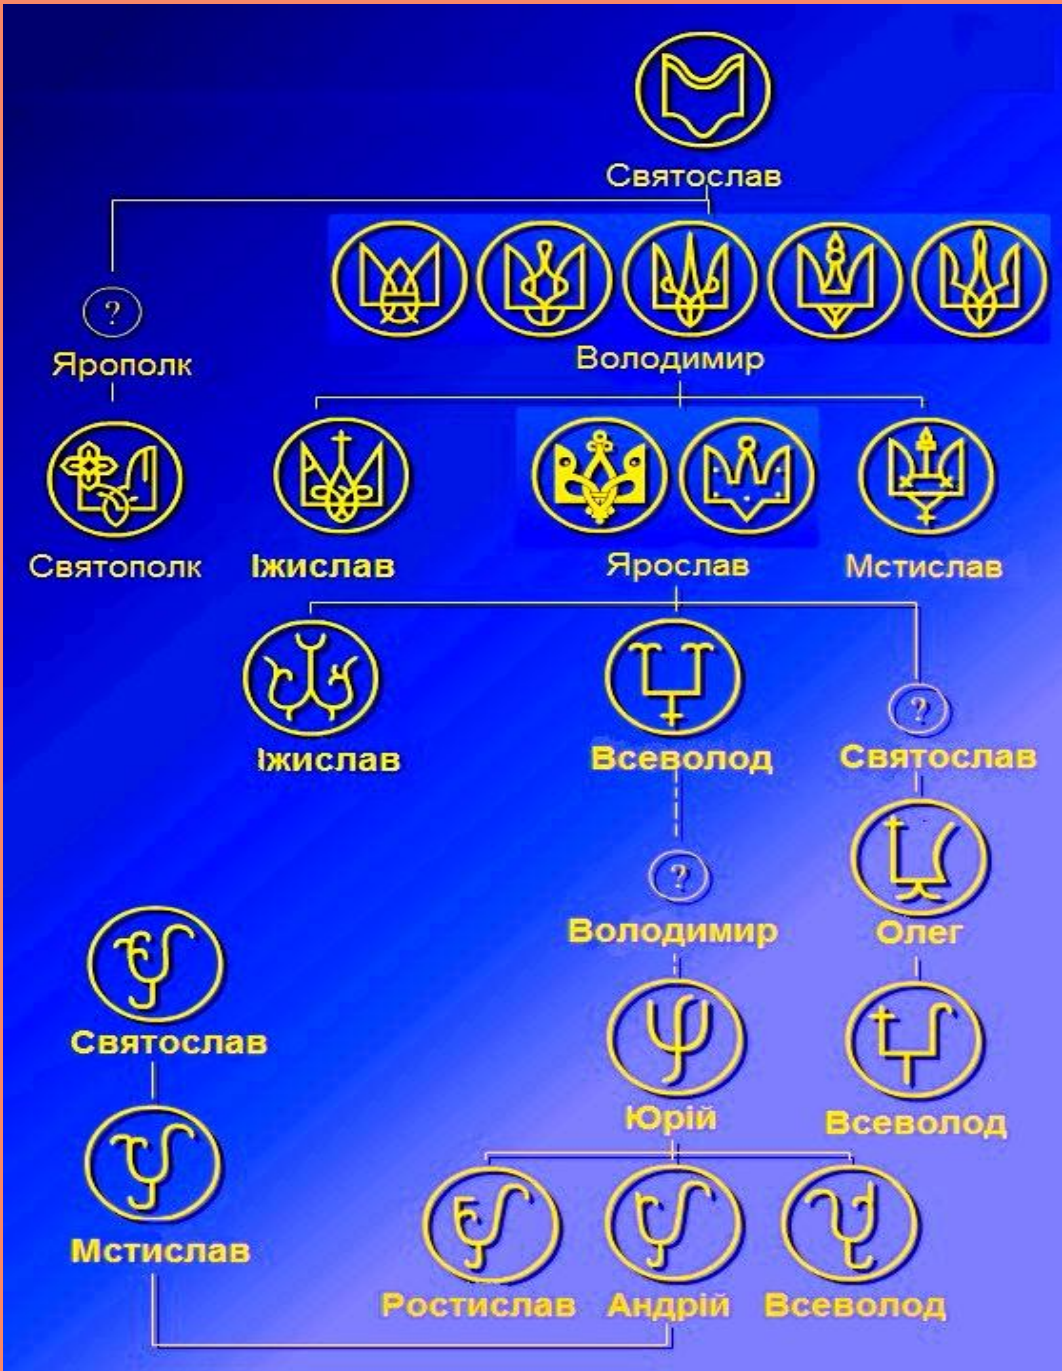 Святослав
?
Ярополк
Володимир
Святополк
Іжислав
Ярослав
Мстислав
Іжислав
Всеволод
?
Святослав
?
Володимир
Олег
Святослав
Юрій
Всеволод
Мстислав
Ростислав
Андрій
Всеволод